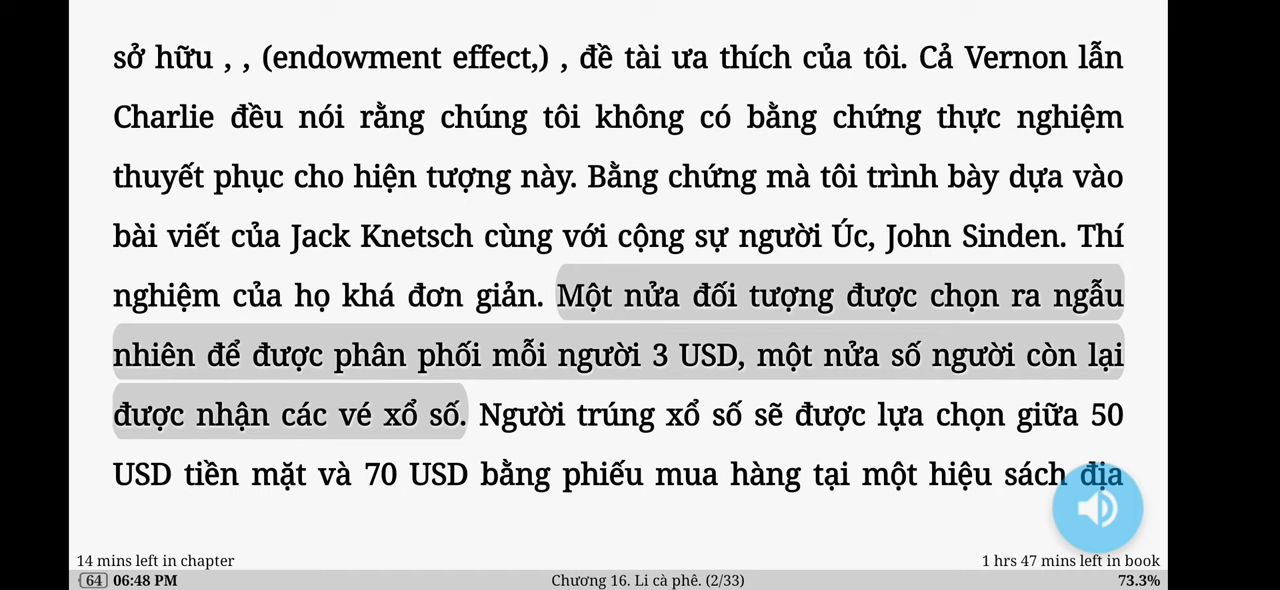 sở hữu , , (endowment effect,) , đề tài ưa thích của tôi. Cả Vernon lẫn
Charlie đều nói rằng chúng tôi không có bằng chứng thực nghiệm
thuyết phục cho hiện tượng này. Bằng chứng mà tôi trình bày dựa vào
bài viết của Jack Knetsch cùng với cộng sự người Úc, John Sinden. Thí
nghiệm của họ khá đơn giản. Một nửa đối tượng được chọn ra ngẫu
nhiên để được phân phối mỗi người 3 USD, một nửa số người còn lại
được nhận các vé xổ số. Người trúng xổ số sẽ được lựa chọn giữa 50
USD tiền mặt và 70 USD bằng phiếu mua hàng tại một hiệu sách địa
14 mins left in chapter 1 hrs 47 mins left in book
64 06:48 PM Chương 16. Li cà phê. (2/33) 73.3%